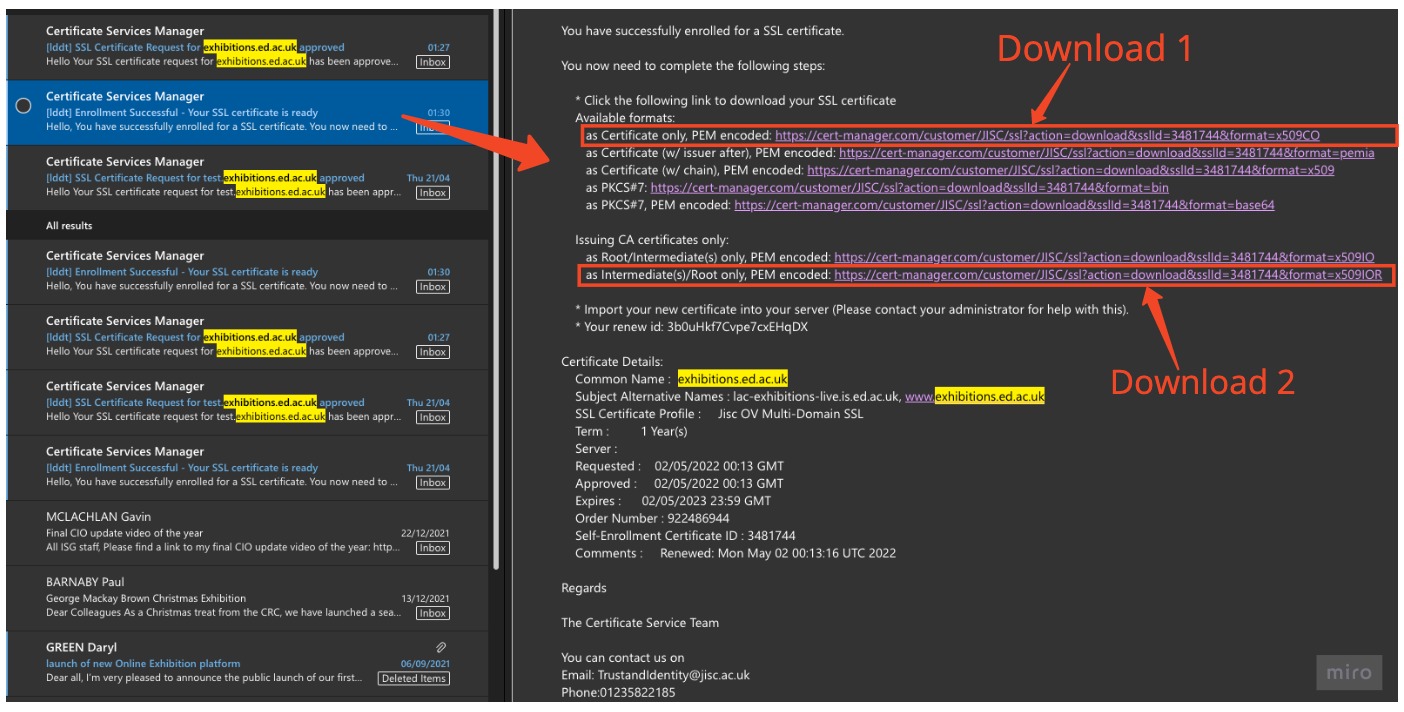 Certificate Services Manager
[lddt] SSL Certificate Request for exhibitions.ed.ac.uk approved 01:27
Hello Your SSL certificate request for exhibitions.ed.ac.uk has been approve... Inbox
Certificate Services Manager
[lddt] Enrollment Successful - Your SSL certificate is ready 01:30
Hello, You have successfully enrolled for a SSL certificate. You now need to ... Inbox
Certificate Services Manager
[lddt] SSL Certificate Request for test.exhibitions.ed.ac.uk approved Thu 21/04
Hello Your SSL certificate request for test.exhibitions.ed.ac.uk has been appr... Inbox
All results
Certificate Services Manager
[lddt] Enrollment Successful - Your SSL certificate is ready 01:30
Hello, You have successfully enrolled for a SSL certificate. You now need to ... Inbox
Certificate Services Manager
[lddt] SSL Certificate Request for exhibitions.ed.ac.uk approved 01:27
Hello Your SSL certificate request for exhibitions.ed.ac.uk has been approve... Inbox
Certificate Services Manager
[lddt] SSL Certificate Request for test.exhibitions.ed.ac.uk approved Thu 21/04
Hello Your SSL certificate request for test.exhibitions.ed.ac.uk has been appr... Inbox
Certificate Services Manager
[lddt] Enrollment Successful - Your SSL certificate is ready Thu 21/04
Hello, You have successfully enrolled for a SSL certificate. You now need to ... Inbox
MCLACHLAN Gavin
Final CIO update video of the year 22/12/2021
All ISG staff, Please find a link to my final CIO update video of the year: http... Inbox
BARNABY Paul
George Mackay Brown Christmas Exhibition 13/12/2021
Dear Colleagues As a Christmas treat from the CRC, we have launched a sea... Inbox
GREEN Daryl
launch of new Online Exhibition platform 06/09/2021
Dear all, I'm very pleased to announce the public launch of our first... Deleted Items
You have successfully enrolled for a SSL certificate.
Download 1
You now need to complete the following steps:
* Click the following link to download your SSL certificate
Available formats:
as Certificate only, PEM encoded: https://cert-manager.com/customer/JISC/ssl?action=download&sslId=3481744&format=x509CO
as Certificate (w/ issuer after), PEM encoded: https://cert-manager.com/customer/JISC/ssl?action=download&sslId=3481744&format=pemia
as Certificate (w/ chain), PEM encoded: https://cert-manager.com/customer/JISC/ssl?action=download&sslId=3481744&format=x509
as PKCS#7: https://cert-manager.com/customer/JISC/ssl?action=download&sslId=3481744&format=bin
as PKCS#7, PEM encoded: https://cert-manager.com/customer/JISC/ssl?action=download&sslId=3481744&format=base64
Issuing CA certificates only:
as Root/Intermediate(s) only, PEM encoded: https://cert-manager.com/customer/JISC/ssl?action=download&sslId=3481744&format=x509IO
as Intermediate(s)/Root only, PEM encoded: https://cert-manager.com/customer/JISC/ssl?action=download&sslId=3481744&format=x509IOR
* Import your new certificate into your server (Please contact your administrator for help with this).
* Your renew id: 3b0uHkf7Cvpe7cxEHqDX
Download 2
Certificate Details:
Common Name : exhibitions.ed.ac.uk
Subject Alternative Names : lac-exhibitions-live.is.ed.ac.uk, www.exhibitions.ed.ac.uk
SSL Certificate Profile : Jisc OV Multi-Domain SSL
Term : 1 Year(s)
Server :
Requested : 02/05/2022 00:13 GMT
Approved : 02/05/2022 00:13 GMT
Expires : 02/05/2023 23:59 GMT
Order Number : 922486944
Self-Enrollment Certificate ID : 3481744
Comments : Renewed: Mon May 02 00:13:16 UTC 2022
Regards
The Certificate Service Team
You can contact us on
Email: TrustandIdentity@jisc.ac.uk
Phone:01235822185
miro